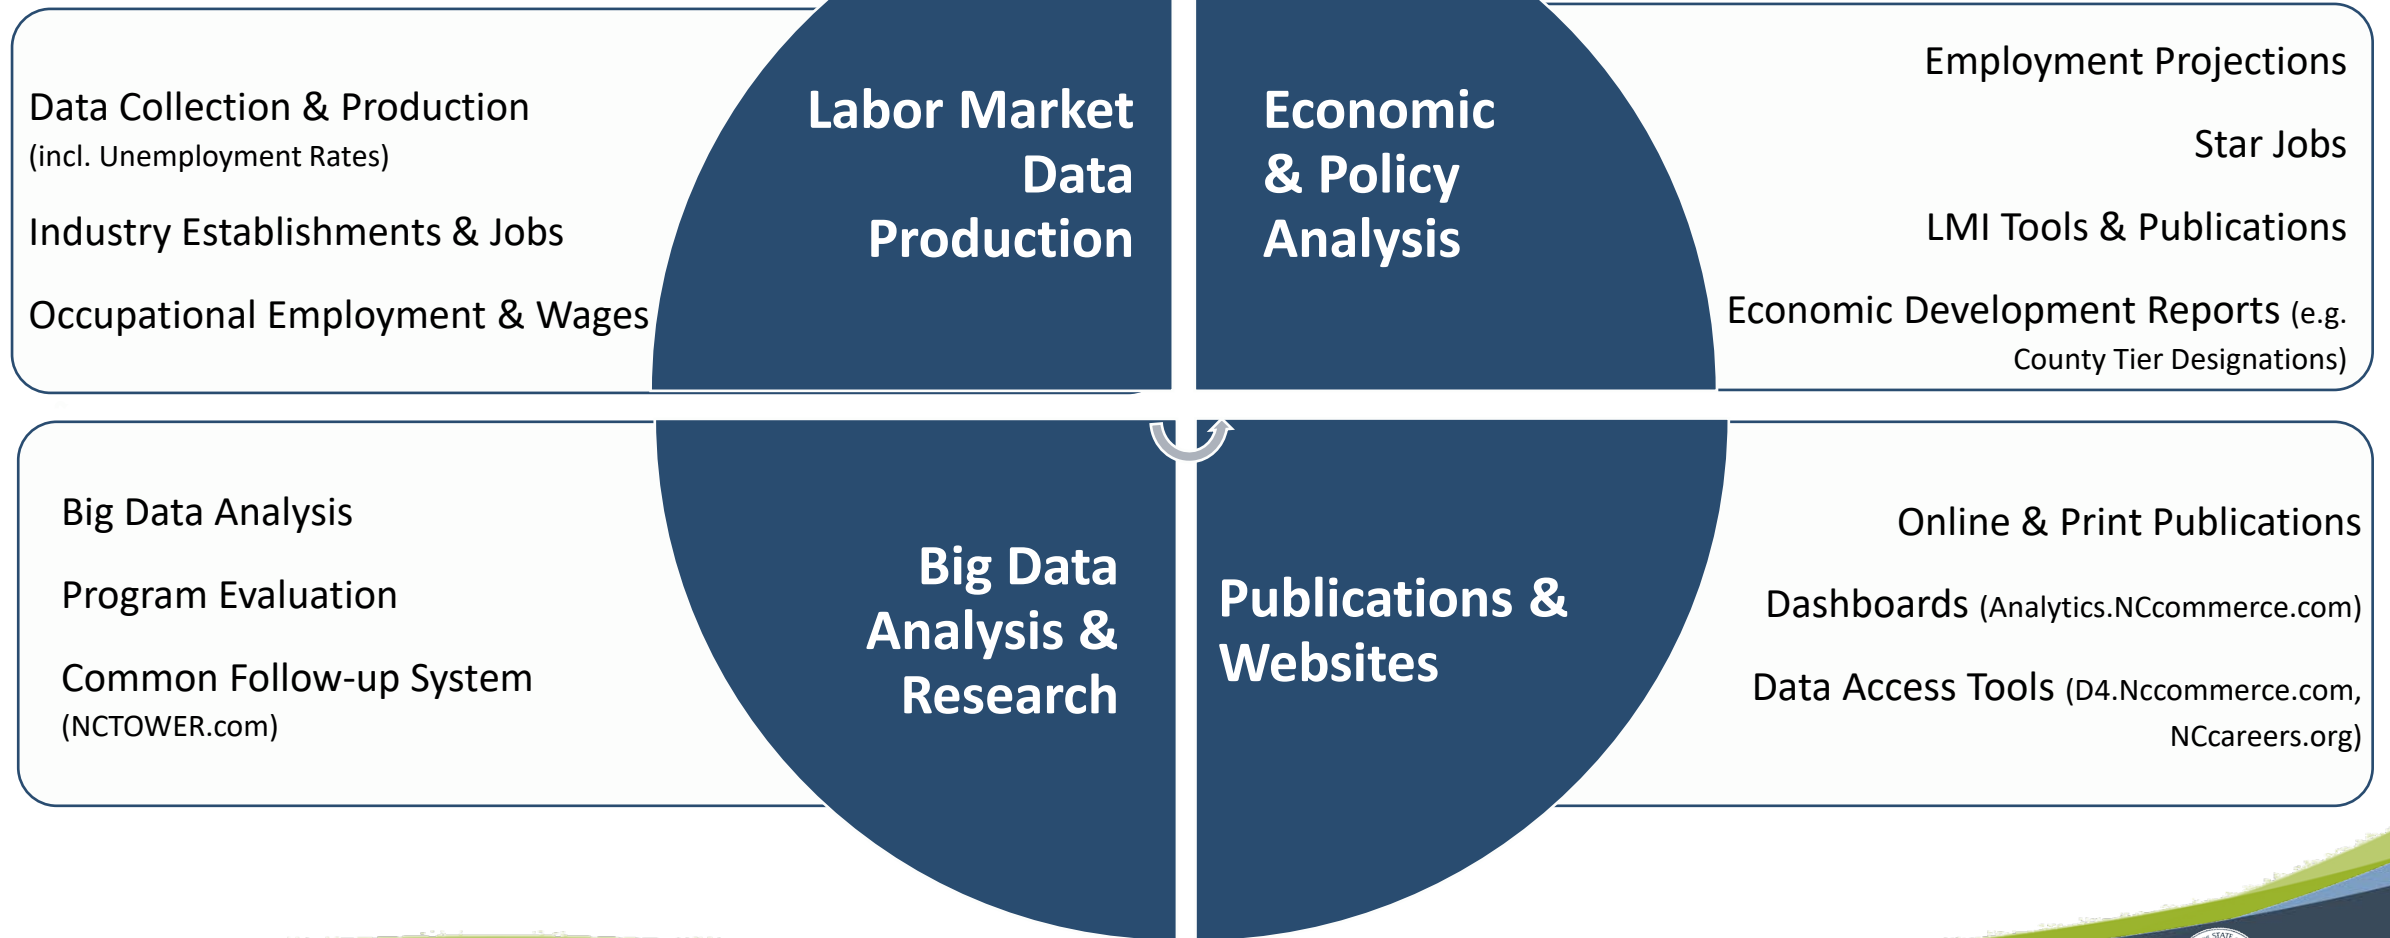 Data Collection & Production
(incl. Unemployment Rates)
Industry Establishments & Jobs
Occupational Employment & Wages
Labor Market
Data
Production
Economic
& Policy
Analysis
Employment Projections
Star Jobs
LMI Tools & Publications
Economic Development Reports (e.g.
County Tier Designations)
Big Data Analysis
Program Evaluation
Common Follow-up System
(NCTOWER.com)
Big Data
Analysis &
Research
Publications &
Websites
Online & Print Publications
Dashboards (Analytics.NCcommerce.com)
Data Access Tools (D4.Nccommerce.com,
NCcareers.org)
STATE